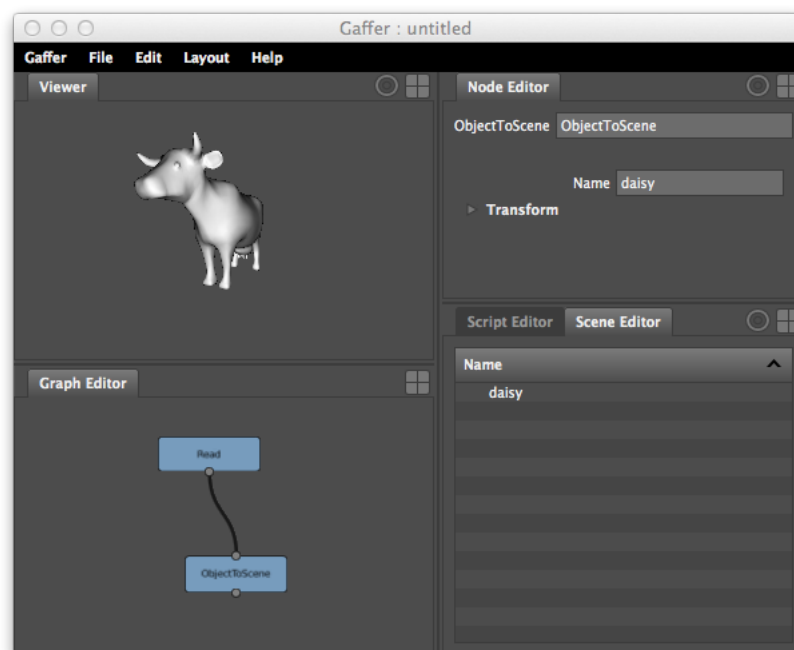 Gaffer : untitled
Gaffer File Edit Layout Help
Viewer
Node Editor
ObjectToScene ObjectToScene
Name daisy
Transform
Script Editor Scene Editor
Name
daisy
Graph Editor
Read
ObjectToScene